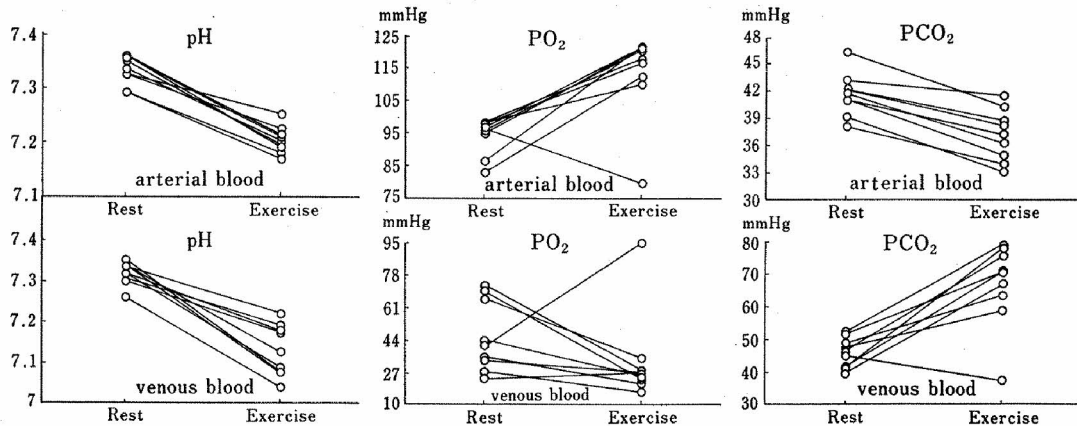 pH
7.4
7.3
7.2
7.1
arterial blood
Rest Exercise
mmHg
PO₂
125
115
105
95
85
75
arterial blood
Rest Exercise
mmHg
PCO₂
48
45
42
39
36
33
30
arterial blood
Rest Exercise
pH
7.4
7.3
7.2
7.1
7
venous blood
Rest Exercise
mmHg
PO₂
95
78
61
44
27
10
venous blood
Rest Exercise
mmHg
PCO₂
80
70
60
50
40
30
venous blood
Rest Exercise